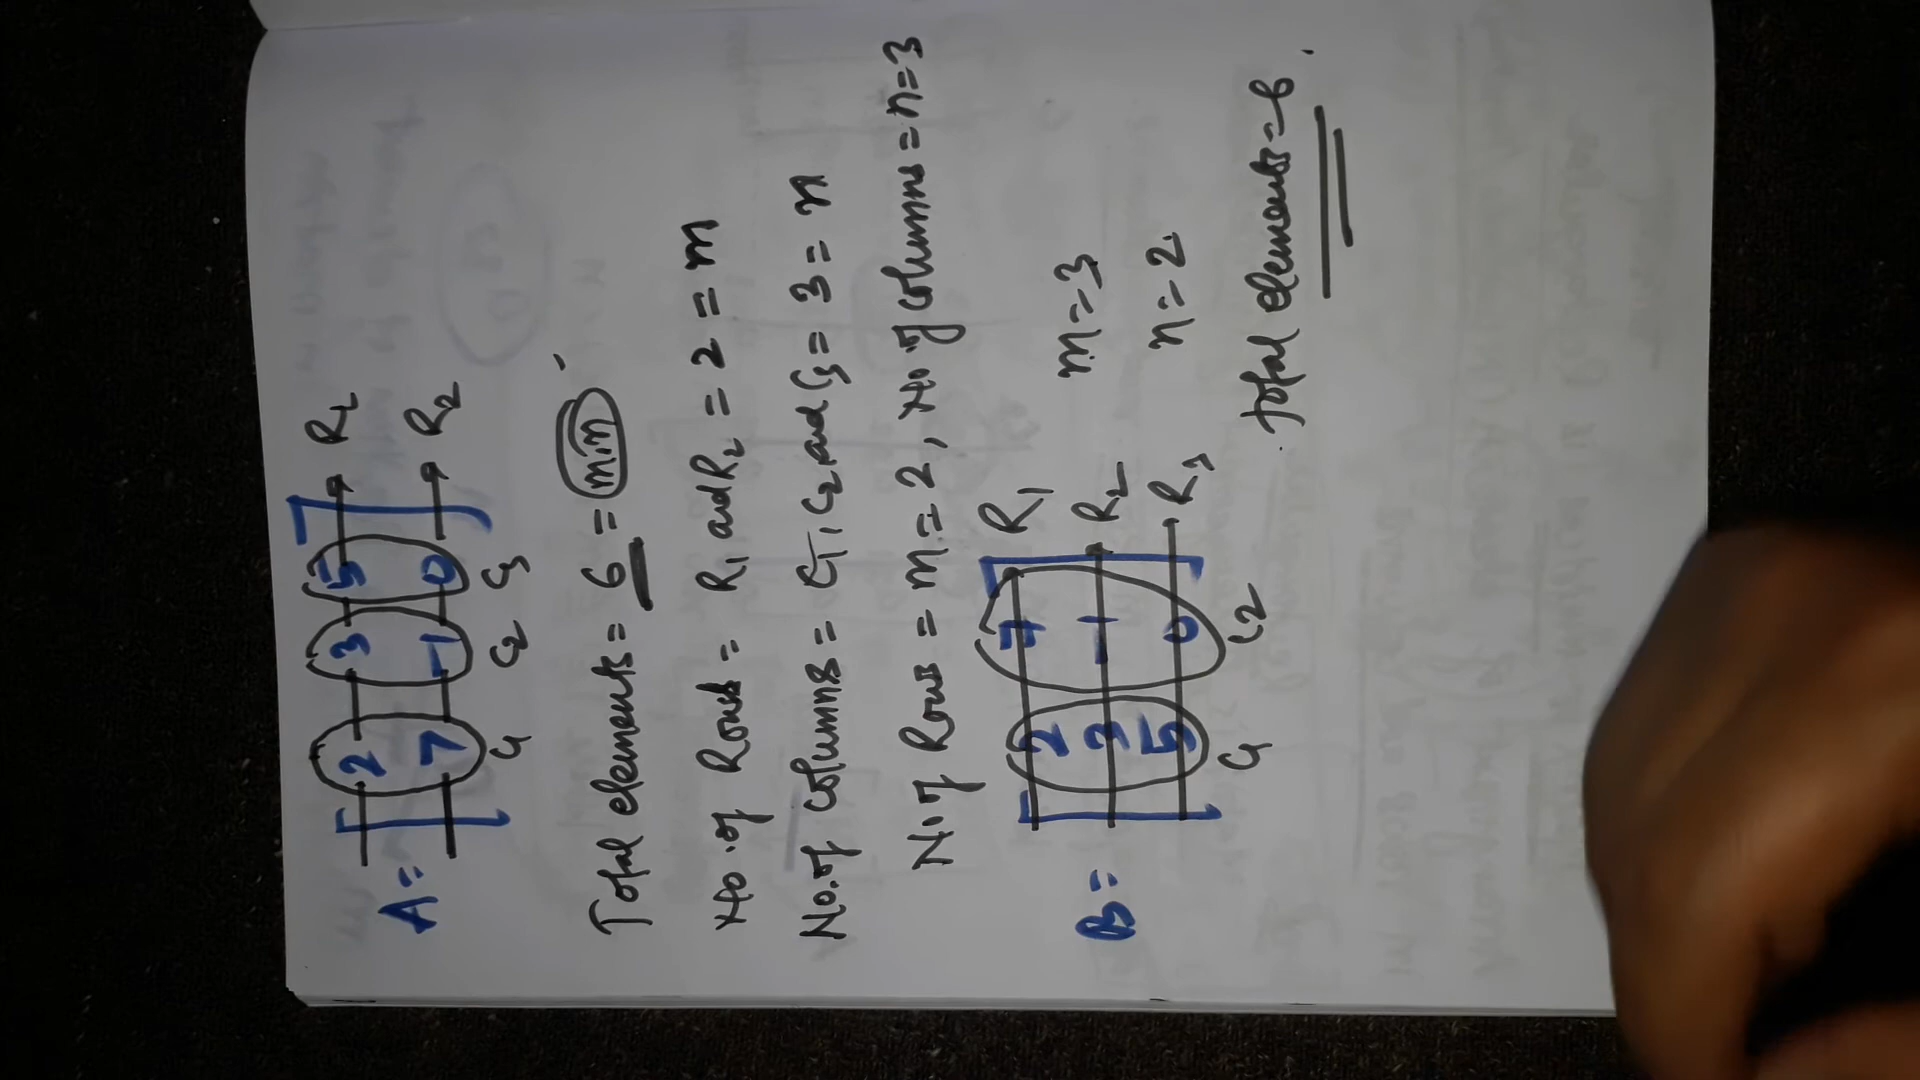 A = [ 2 3 5 ] → R1
[ 7 -1 0 ] → R2
C1 C2 C3
Total elements = 6 = m.n
No. of Rows = R1 and R2 = 2 = m
No. of Columns = C1, C2 and C3 = 3 = n
No. of Rows = m = 2, No. of columns = n = 3
B = [ 2 7 ] R1
[ 3 -1 ] → R2
[ 5 0 ] → R3
C1 C2
m = 3
n = 2.
Total elements = 6.